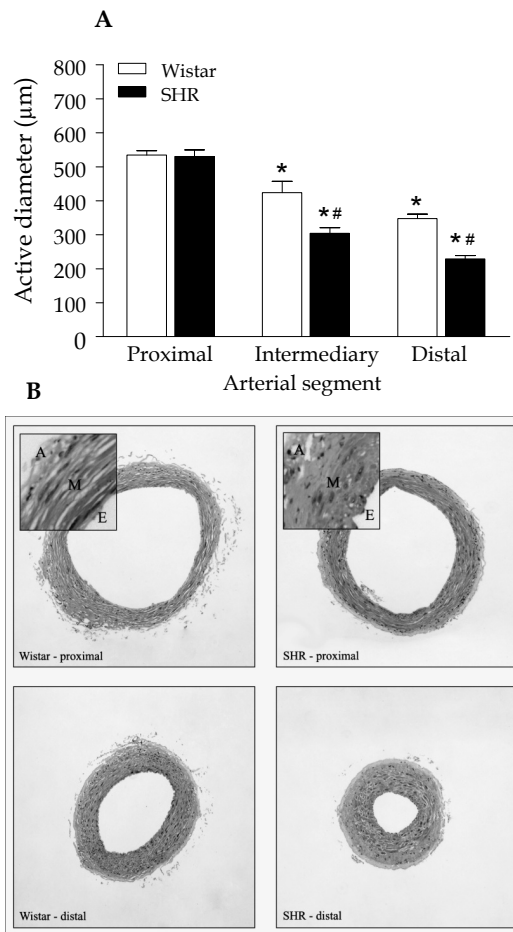 A
Active diameter (μm)
800
700
600
500
400
300
200
100
0
Wistar
SHR
*
*#
*
*#
Proximal Intermediary Distal
Arterial segment
B
A
M
E
Wistar - proximal
A
M
E
SHR - proximal
Wistar - distal
SHR - distal